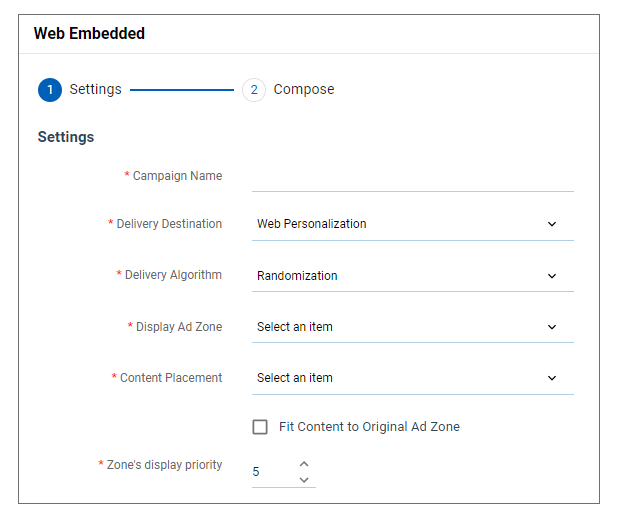 Web Embedded
1 Settings 2 Compose
Settings
* Campaign Name
* Delivery Destination Web Personalization
* Delivery Algorithm Randomization
* Display Ad Zone Select an item
* Content Placement Select an item
Fit Content to Original Ad Zone
* Zone's display priority 5